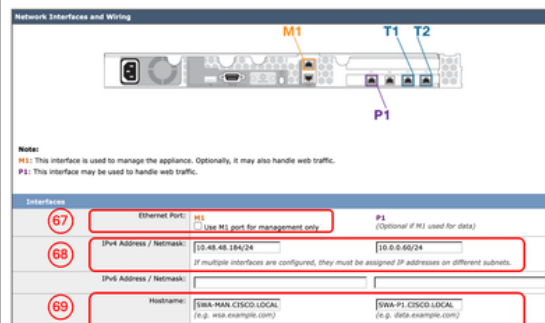 Network Interfaces and Wiring
M1
T1 T2
P1
Note:
M1: This interface is used to manage the appliance. Optionally, it may also handle web traffic.
P1: This interface may be used to handle web traffic.
Interfaces
67 Ethernet Port: M1 P1
Use M1 port for management only (Optional if M1 used for data)
68 IPv4 Address / Netmask: 10.48.48.184/24 10.0.0.60/24
If multiple interfaces are configured, they must be assigned IP addresses on different subnets.
IPv6 Address / Netmask:
69 Hostname: SWA-MAN.CISCO.LOCAL SWA-P1.CISCO.LOCAL
(e.g. wsa.example.com) (e.g. data.example.com)